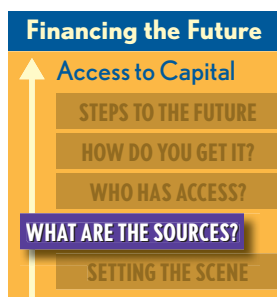 Financing the Future
Access to Capital
STEPS TO THE FUTURE
HOW DO YOU GET IT?
WHO HAS ACCESS?
WHAT ARE THE SOURCES?
SETTING THE SCENE